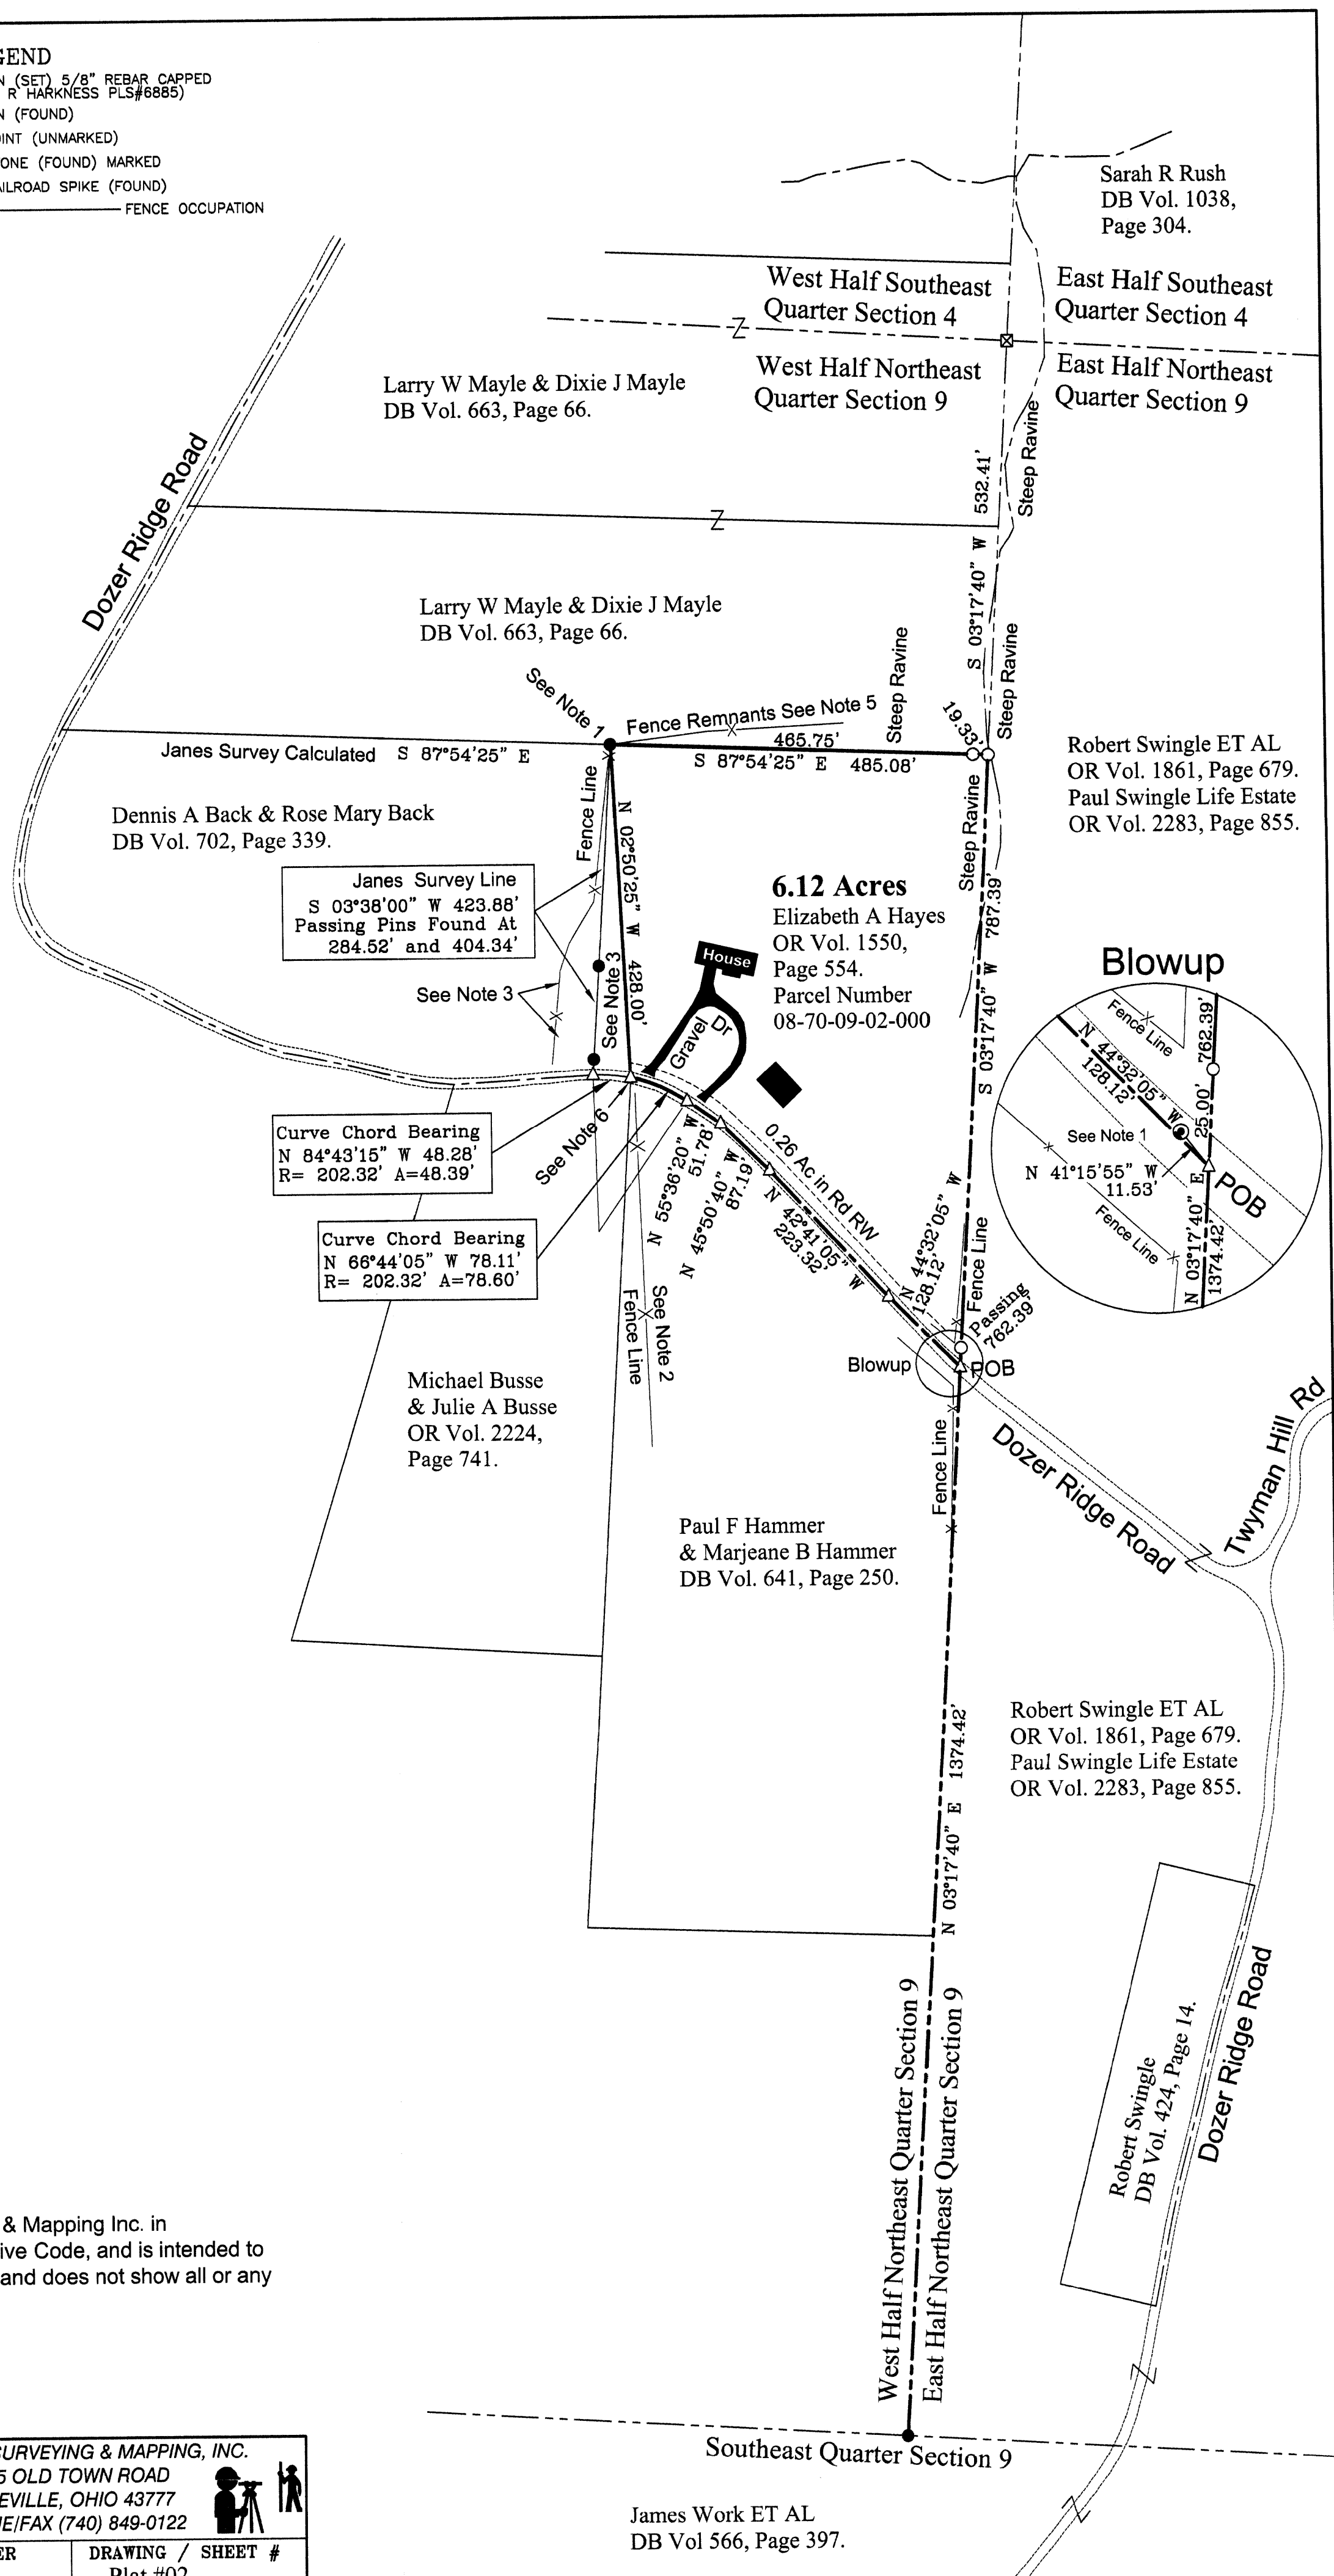 GEND
N (SET) 5/8" REBAR CAPPED
R HARKNESS PLS#6885)
N (FOUND)
INT (UNMARKED)
ONE (FOUND) MARKED
AILROAD SPIKE (FOUND)
FENCE OCCUPATION
Sarah R Rush
DB Vol. 1038,
Page 304.
West Half Southeast
Quarter Section 4
East Half Southeast
Quarter Section 4
West Half Northeast
Quarter Section 9
East Half Northeast
Quarter Section 9
Larry W Mayle & Dixie J Mayle
DB Vol. 663, Page 66.
Dozer Ridge Road
Steep Ravine
S 03°17'40" W 532.41'
Larry W Mayle & Dixie J Mayle
DB Vol. 663, Page 66.
Steep Ravine
Steep Ravine
See Note 1
Fence Remnants See Note 5
19.33'
465.75'
Janes Survey Calculated S 87°54'25" E
S 87°54'25" E 485.08'
Robert Swingle ET AL
OR Vol. 1861, Page 679.
Paul Swingle Life Estate
OR Vol. 2283, Page 855.
Dennis A Back & Rose Mary Back
DB Vol. 702, Page 339.
Fence Line
N 02°50'25" W 428.00'
Steep Ravine
S 03°17'40" W 787.39'
Janes Survey Line
S 03°38'00" W 423.88'
Passing Pins Found At
284.52' and 404.34'
6.12 Acres
Elizabeth A Hayes
OR Vol. 1550,
Page 554.
Parcel Number
08-70-09-02-000
House
Gravel Dr
See Note 3
See Note 3
Blowup
Fence Line
762.39'
N 44°32'05" W
128.12'
25.00'
See Note 1
N 41°15'55" W
11.53'
POB
Fence Line
N 03°17'40" E
1374.42
Curve Chord Bearing
N 84°43'15" W 48.28'
R= 202.32' A=48.39'
See Note 6
Curve Chord Bearing
N 66°44'05" W 78.11'
R= 202.32' A=78.60'
N 55°36'20" W
51.78'
N 45°50'40" W
87.19'
0.26 Ac in Rd RW
N 42°41'05" W
223.32'
N 44°32'05" W
128.12'
Fence Line
Passing
762.39'
Blowup
POB
See Note 2
Fence Line
Michael Busse
& Julie A Busse
OR Vol. 2224,
Page 741.
Fence Line
Dozer Ridge Road
Twyman Hill Rd
Paul F Hammer
& Marjeane B Hammer
DB Vol. 641, Page 250.
N 03°17'40" E 1374.42'
Robert Swingle ET AL
OR Vol. 1861, Page 679.
Paul Swingle Life Estate
OR Vol. 2283, Page 855.
West Half Northeast Quarter Section 9
East Half Northeast Quarter Section 9
Robert Swingle
DB Vol. 424, Page 14.
Dozer Ridge Road
& Mapping Inc. in
ive Code, and is intended to
and does not show all or any
Southeast Quarter Section 9
James Work ET AL
DB Vol 566, Page 397.
SURVEYING & MAPPING, INC.
5 OLD TOWN ROAD
EVILLE, OHIO 43777
NE/FAX (740) 849-0122
ER
DRAWING / SHEET #
Plat #02